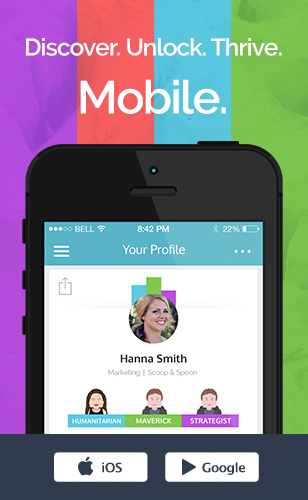 Discover. Unlock. Thrive.
Mobile.
BELL 8:42 PM 22%
Your Profile
Hanna Smith
Marketing | Scoop & Spoon
HUMANITARIAN MAVERICK STRATEGIST
iOS Google